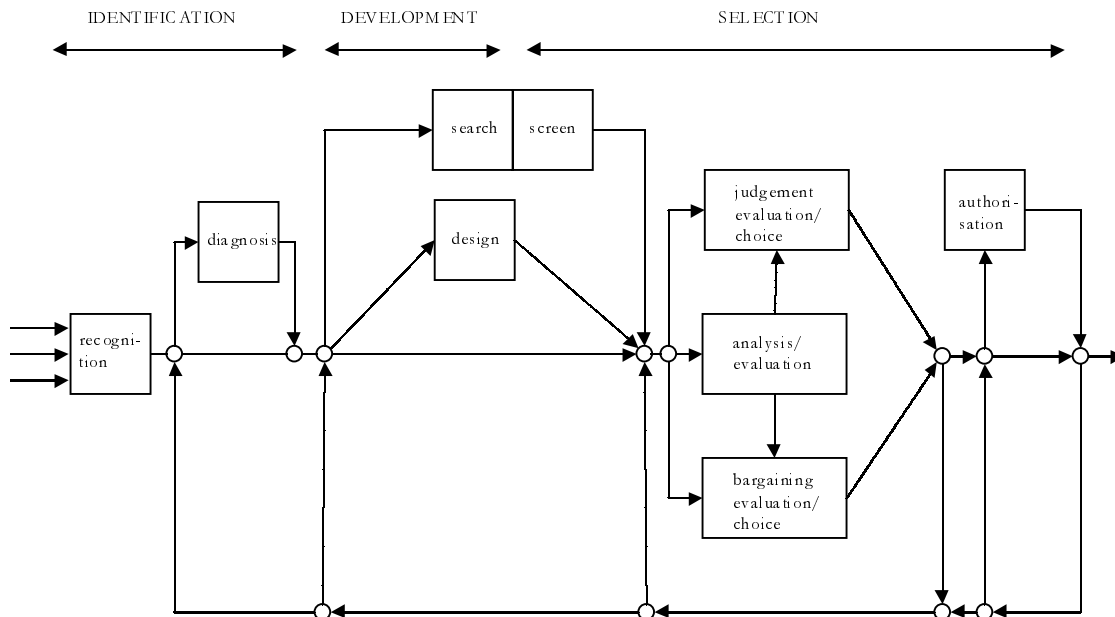 IDENTIFICATION
DEVELOPMENT
SELECTION
search
screen
judgement
evaluation/
choice
authori-
sation
diagnosis
design
recogni-
tion
analysis/
evaluation
bargaining
evaluation/
choice